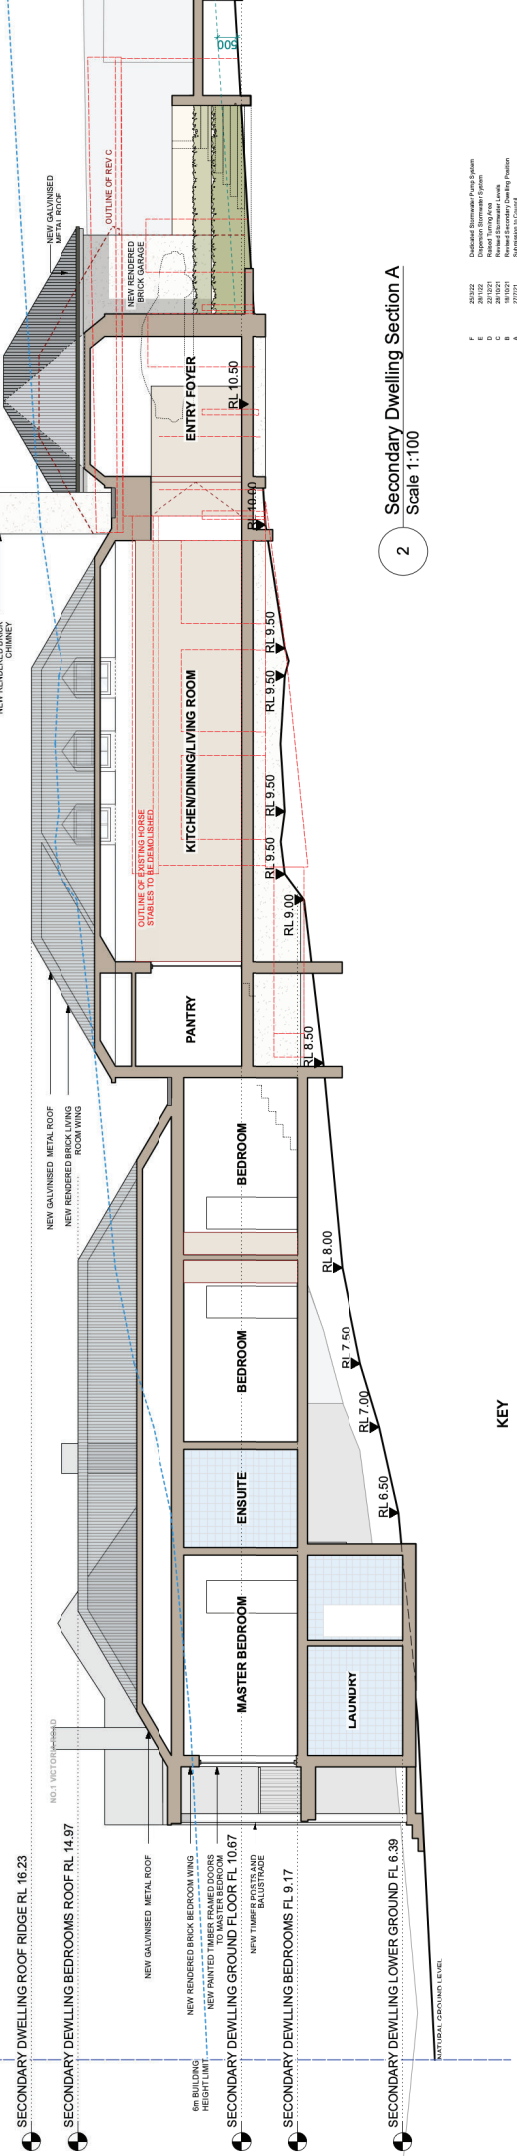 SECONDARY DWELLING ROOF RIDGE RL 16.23
SECONDARY DEWLLING BEDROOMS ROOF RL 14.97
NO.1 VICTORIA ROAD
NEW GALVINISED METAL ROOF
NEW RENDERED BRICK BEDROOM WING
NEW PAINTED TIMBER FRAMED DOORS
TO MASTER BEDROOM
6m BUILDING
HEIGHT LIMIT
SECONDARY DEWLLING GROUND FLOOR FL 10.67
NEW TIMBER POSTS AND
BALUSTRADE
SECONDARY DEWLLING BEDROOMS FL 9.17
SECONDARY DEWLLING LOWER GROUND FL 6.39
NATURAL GROUND LEVEL
MASTER BEDROOM
LAUNDRY
ENSUITE
BEDROOM
BEDROOM
NEW GALVINISED METAL ROOF
NEW RENDERED BRICK LIVING
ROOM WING
PANTRY
OUTLINE OF EXISTING HORSE
STABLES TO BE DEMOLISHED
KITCHEN/DINING/LIVING ROOM
CHIMNEY
ENTRY FOYER
NEW RENDERED
BRICK GARAGE
NEW GALVINISED
METAL ROOF
OUTLINE OF REV C
500
RL 6.50
RL 7.00
RL 7.50
RL 8.00
RL 8.50
RL 9.00
RL 9.50
RL 9.50
RL 9.50
RL 9.50
RL 10.00
RL 10.50
2
Secondary Dwelling Section A
Scale 1:100
KEY
F 25/3/22 Dedicated Stormwater Pump System
E 28/1/22 Dispersion Stormwater System
D 22/12/21 Raised Turning Area
C 28/10/21 Revised Stormwater Levels
B 18/10/21 Revised Secondary Dwelling Position
A Submission to Council